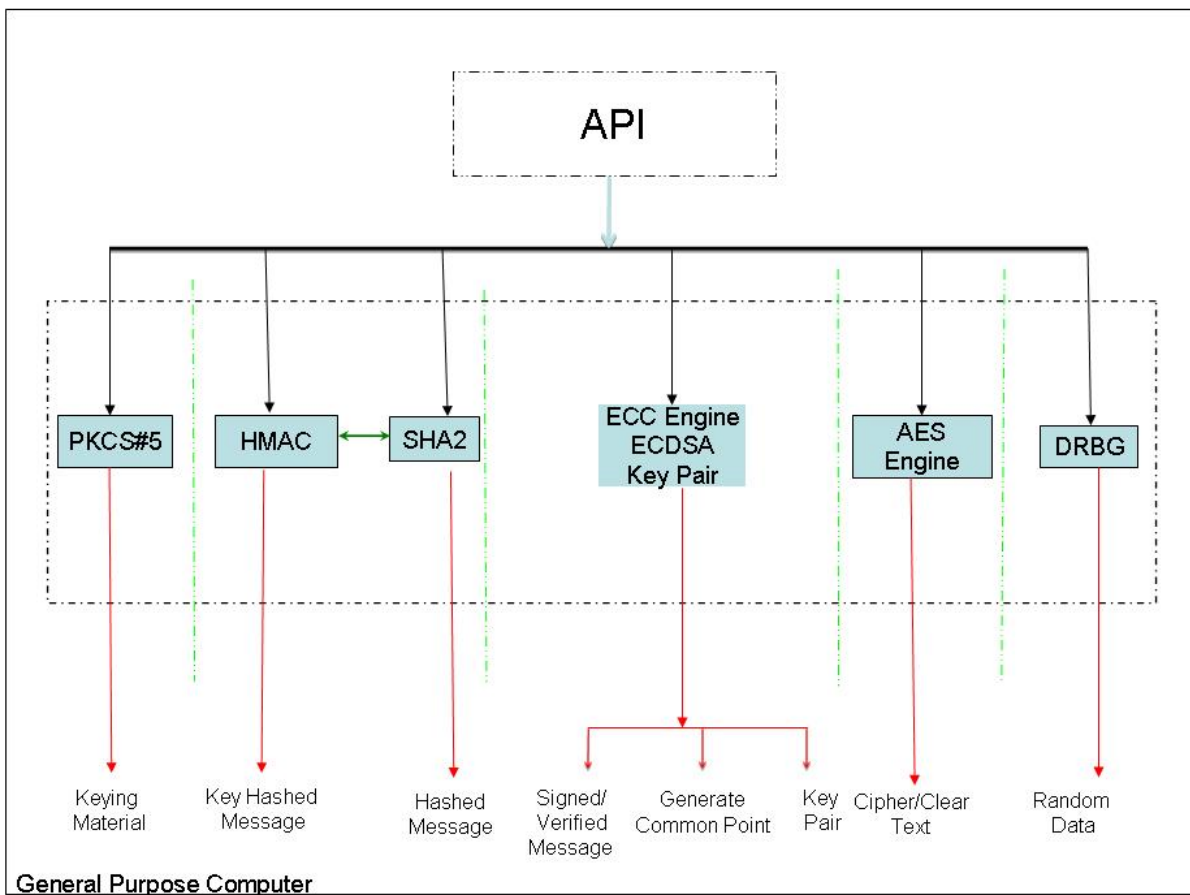 API
PKCS#5
HMAC
SHA2
ECC Engine
ECDSA
Key Pair
AES
Engine
DRBG
Keying
Material
Key Hashed
Message
Hashed
Message
Signed/
Verified
Message
Generate
Common Point
Key
Pair
Cipher/Clear
Text
Random
Data
General Purpose Computer